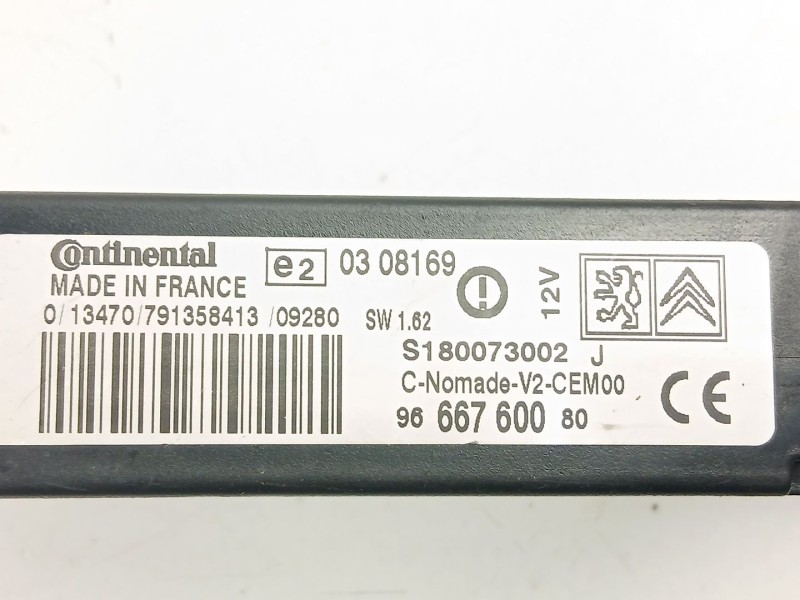 Continental
MADE IN FRANCE
e2 03 08169
12V
0/13470/791358413/09280 SW 1.62
S180073002 J
C-Nomade-V2-CEM00
96 667 600 80
CE